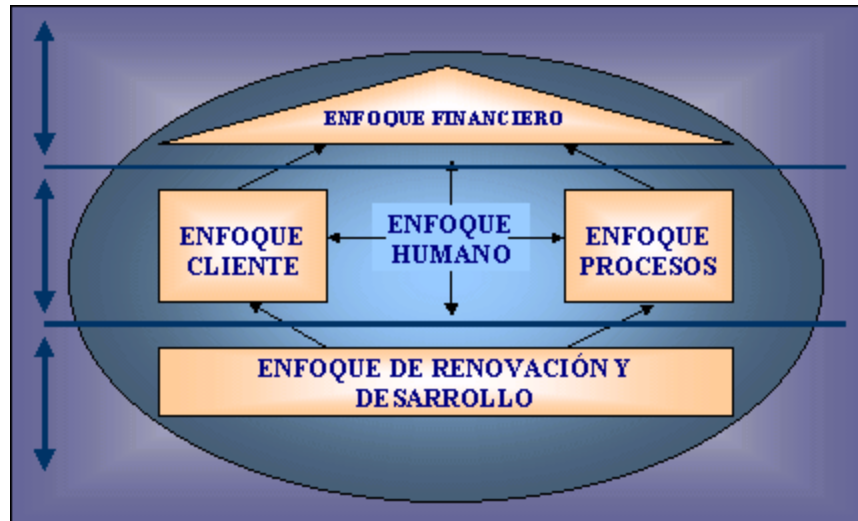 ENFOQUE FINANCIERO
ENFOQUE
CLIENTE
ENFOQUE
HUMANO
ENFOQUE
PROCESOS
ENFOQUE DE RENOVACIÓN Y
DESARROLLO